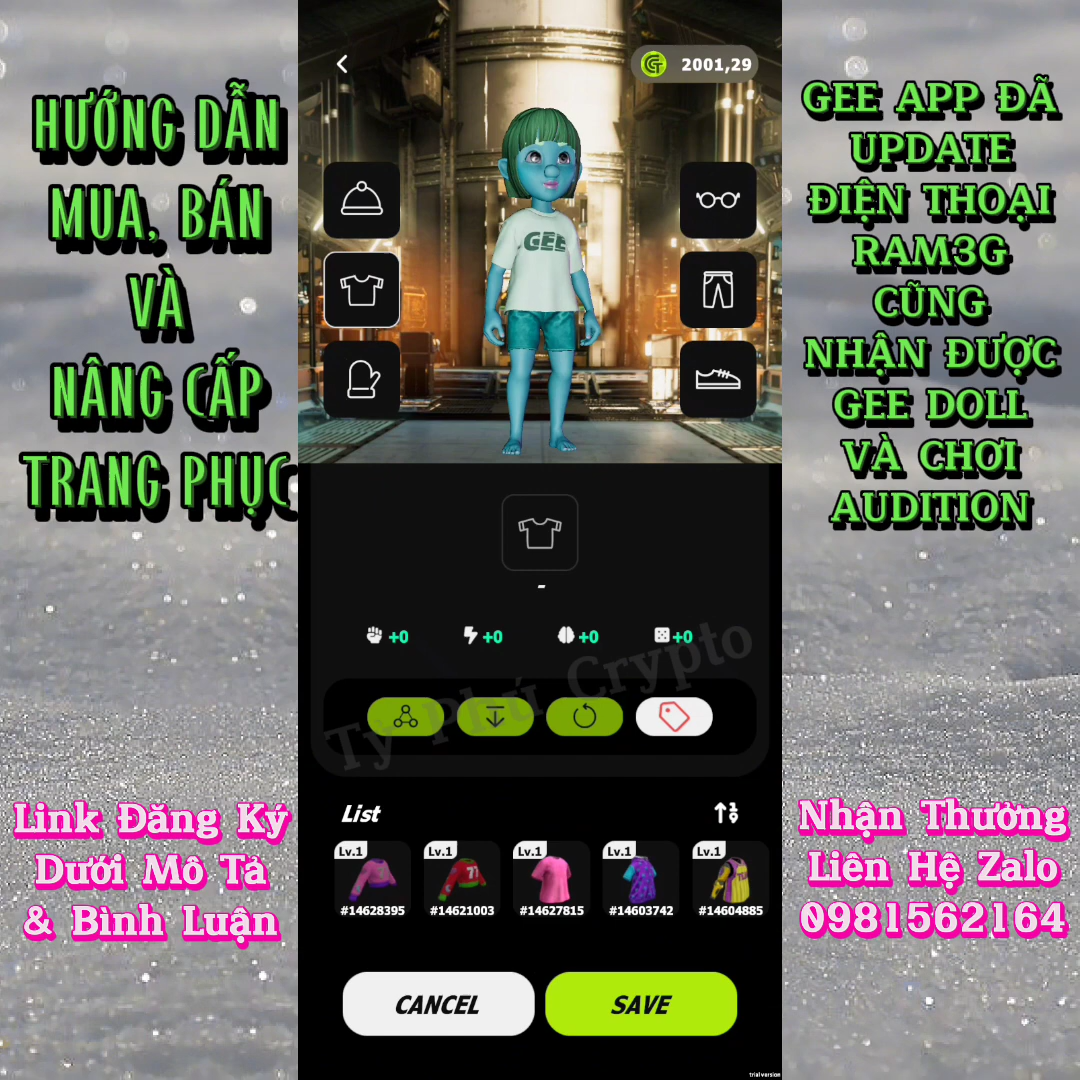 HƯỚNG DẪN
MUA, BÁN
VÀ
NÂNG CẤP
TRANG PHỤC
Link Đăng Ký
Dưới Mô Tả
& Bình Luận
2001,29
GEE
-
+0 +0 +0 +0
Tỷ Phú Crypto
List
Lv.1 Lv.1 Lv.1 Lv.1 Lv.1
#14628395 #14621003 #14627815 #14603742 #14604885
CANCEL SAVE
trial version
GEE APP ĐÃ
UPDATE
ĐIỆN THOẠI
RAM3G
CŨNG
NHẬN ĐƯỢC
GEE DOLL
VÀ CHƠI
AUDITION
Nhận Thưởng
Liên Hệ Zalo
0981562164